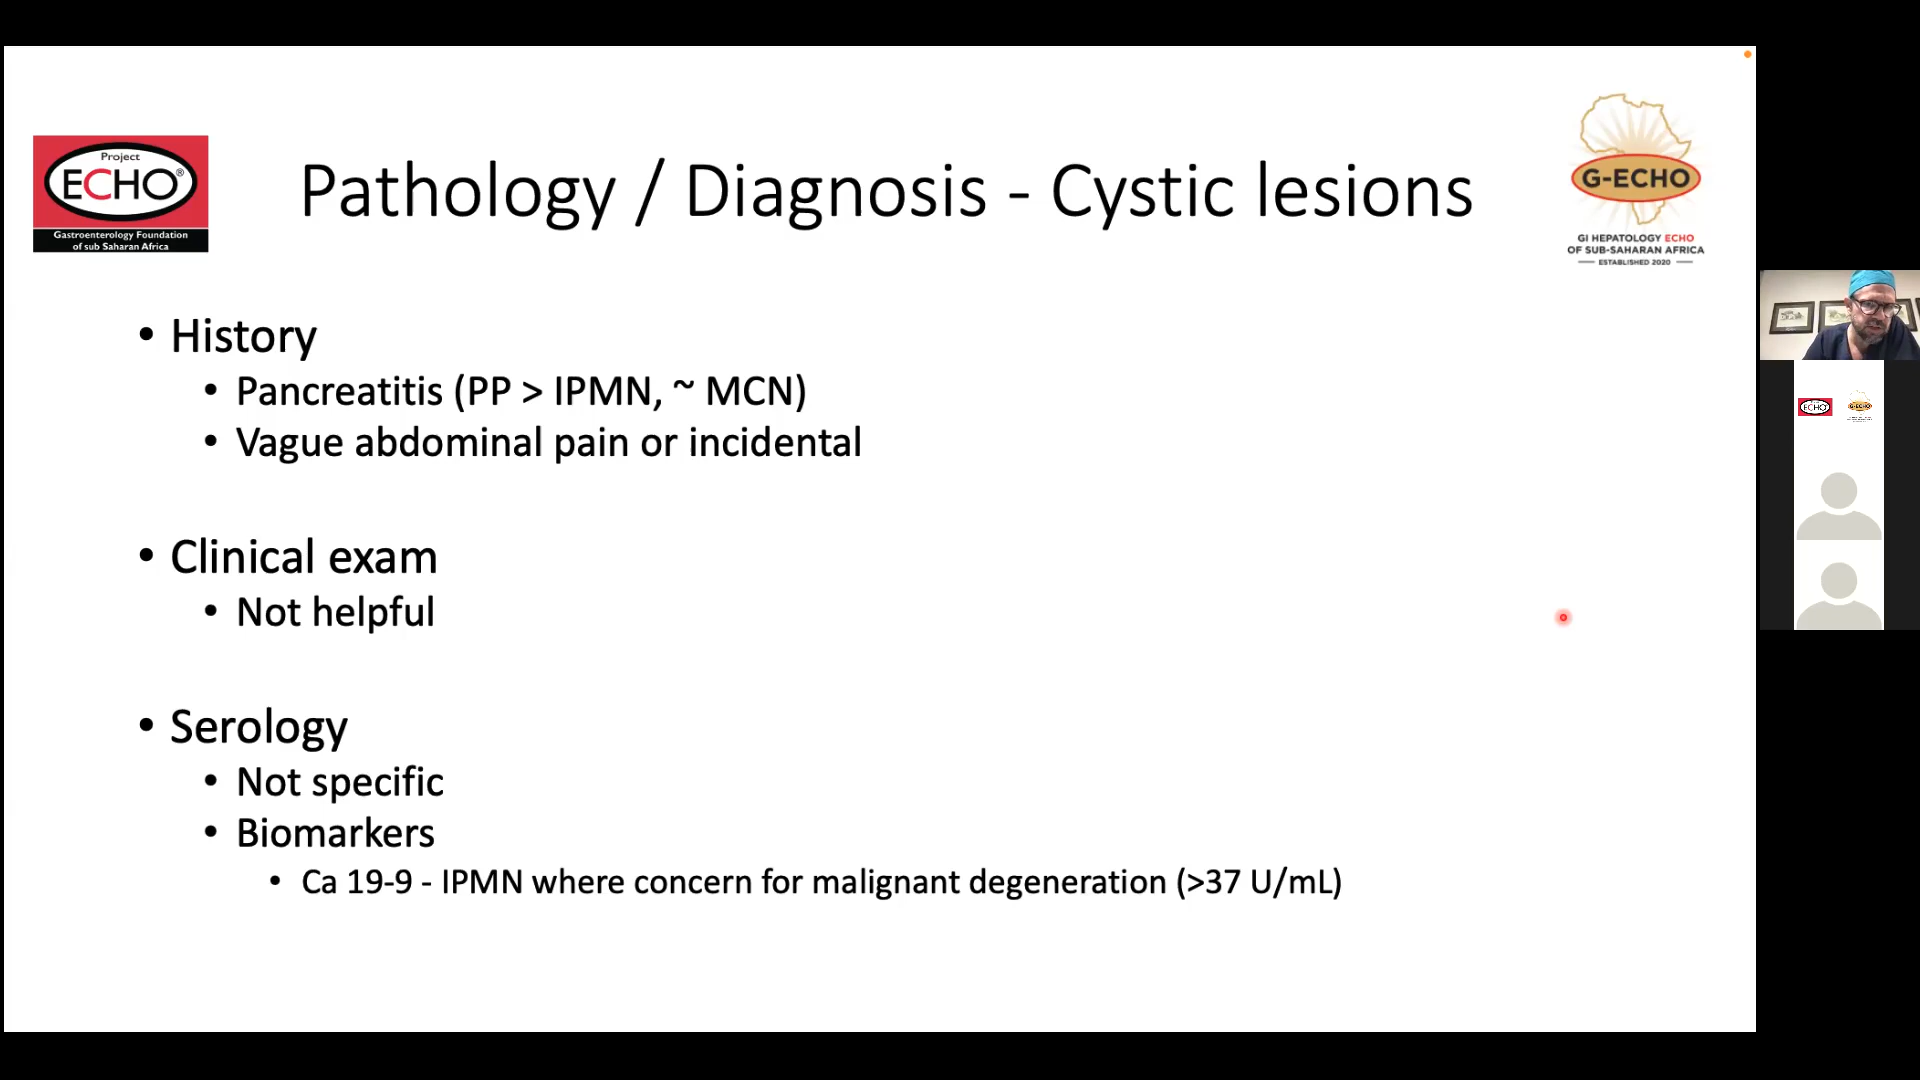 Project
ECHO®
Gastroenterology Foundation
of sub Saharan Africa
Pathology / Diagnosis - Cystic lesions
G-ECHO
GI HEPATOLOGY ECHO
OF SUB-SAHARAN AFRICA
ESTABLISHED 2020
• History
• Pancreatitis (PP > IPMN, ~ MCN)
• Vague abdominal pain or incidental
• Clinical exam
• Not helpful
• Serology
• Not specific
• Biomarkers
• Ca 19-9 - IPMN where concern for malignant degeneration (>37 U/mL)
ECHO
G-ECHO